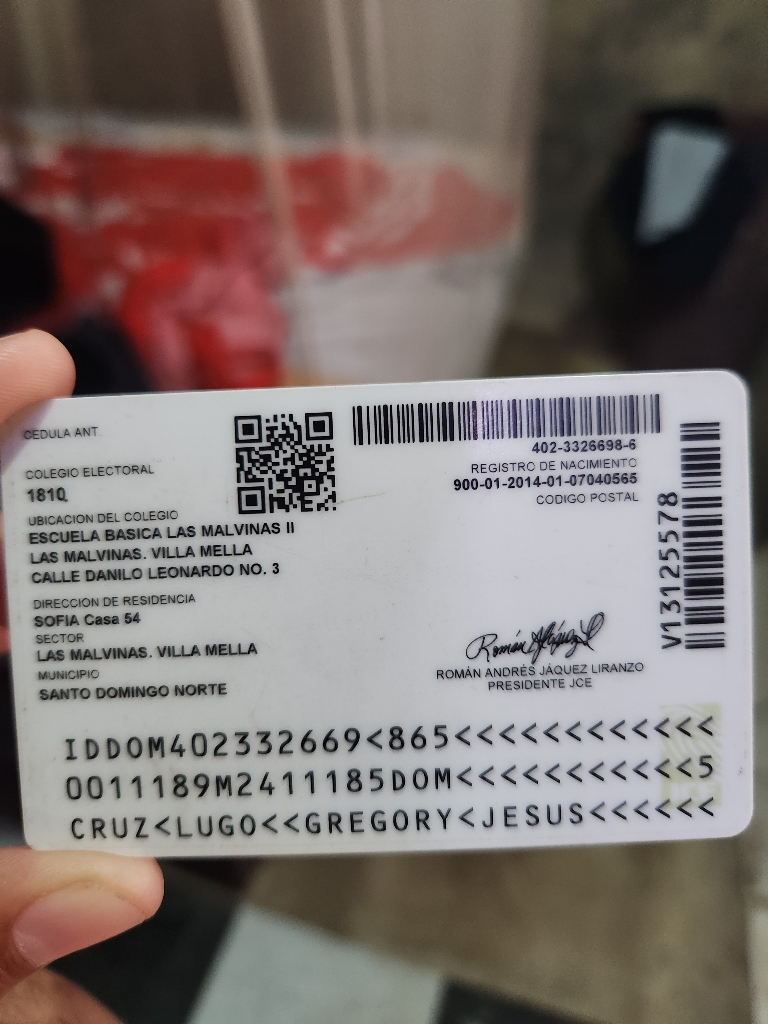 CEDULA ANT.
COLEGIO ELECTORAL
1810
UBICACION DEL COLEGIO
ESCUELA BASICA LAS MALVINAS II
LAS MALVINAS. VILLA MELLA
CALLE DANILO LEONARDO NO. 3
DIRECCION DE RESIDENCIA
SOFIA Casa 54
SECTOR
LAS MALVINAS. VILLA MELLA
MUNICIPIO
SANTO DOMINGO NORTE
402-3326698-6
REGISTRO DE NACIMIENTO
900-01-2014-01-07040565
CODIGO POSTAL
V13125578
ROMÁN ANDRÉS JÁQUEZ LIRANZO
PRESIDENTE JCE
IDDOM402332669<865<<<<<<<<<<<<
0011189M2411185DOM<<<<<<<<<<<5
CRUZ<LUGO<<GREGORY<JESUS<<<<<<